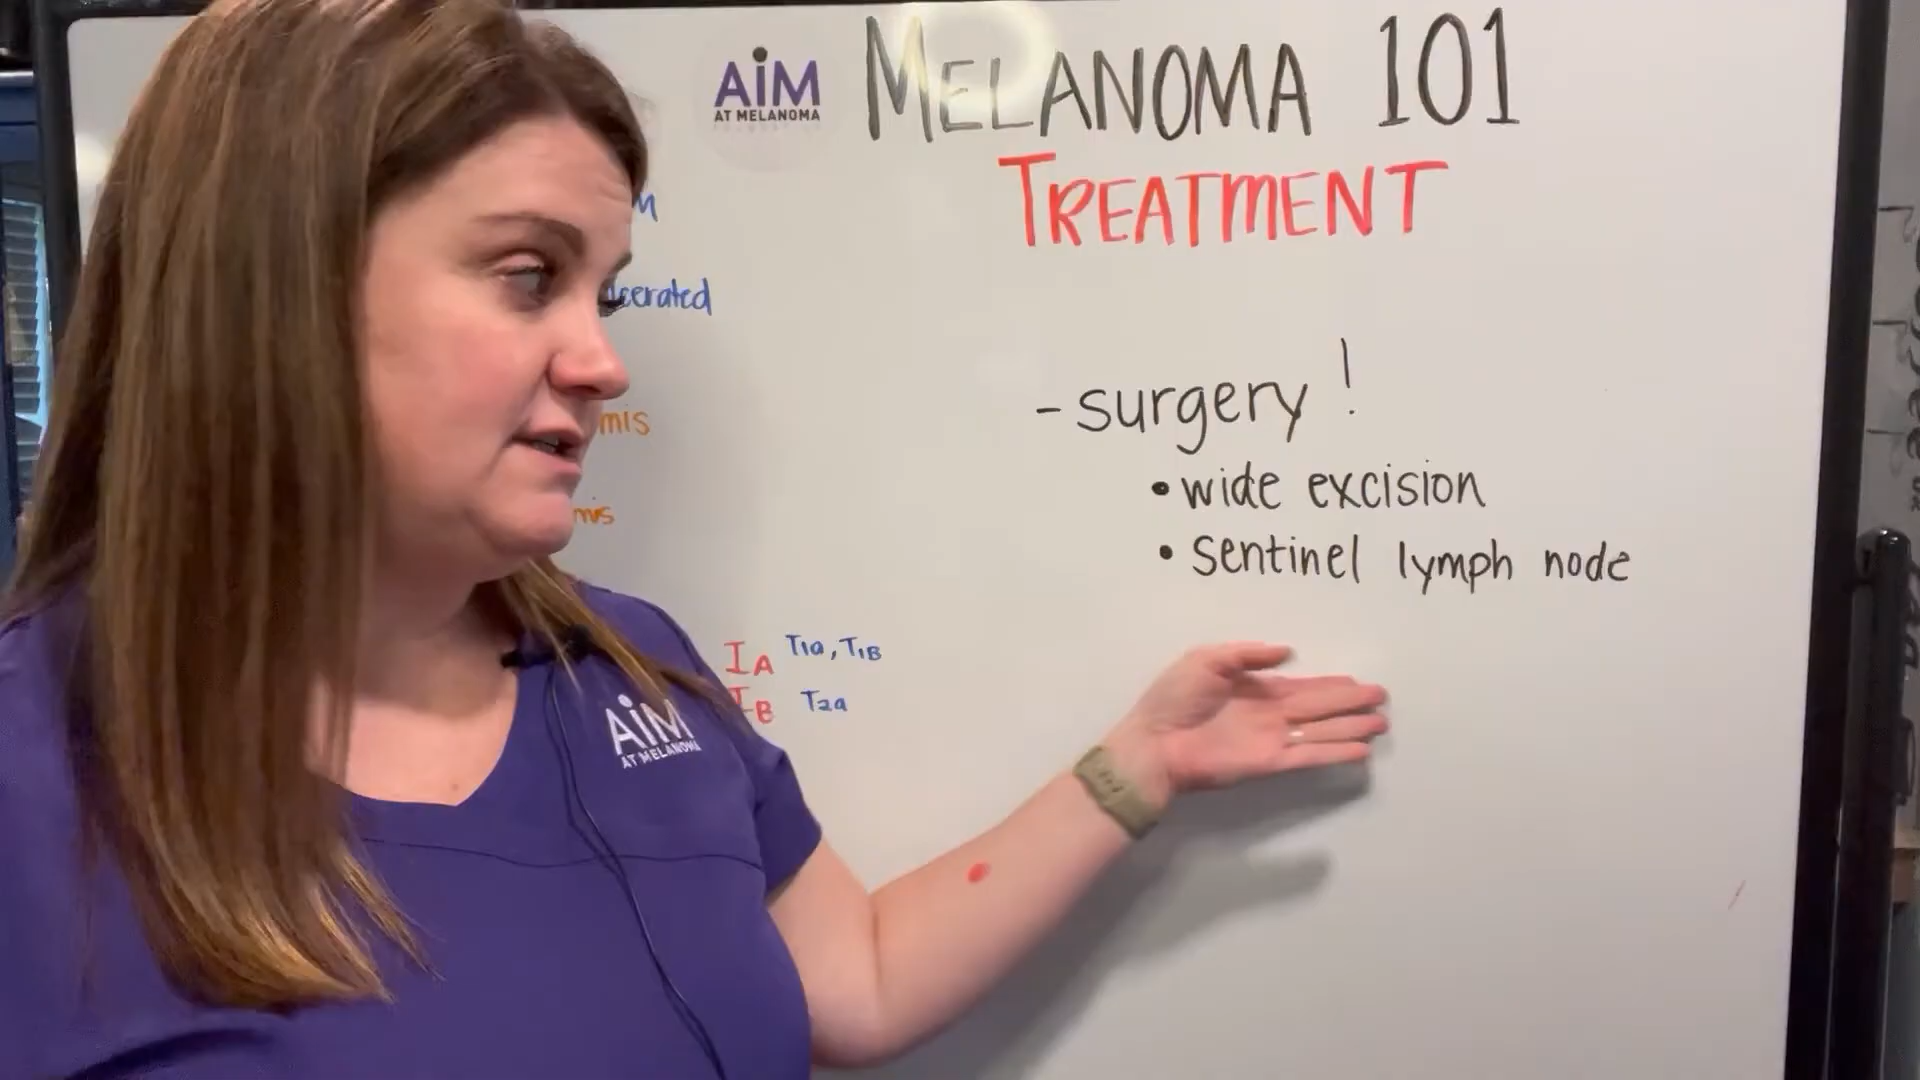 AiM
AT MELANOMA
MELANOMA 101
TREATMENT
- surgery!
• wide excision
• sentinel lymph node
IA T1a, T1B
IB T2a
AiM
AT MELANOMA